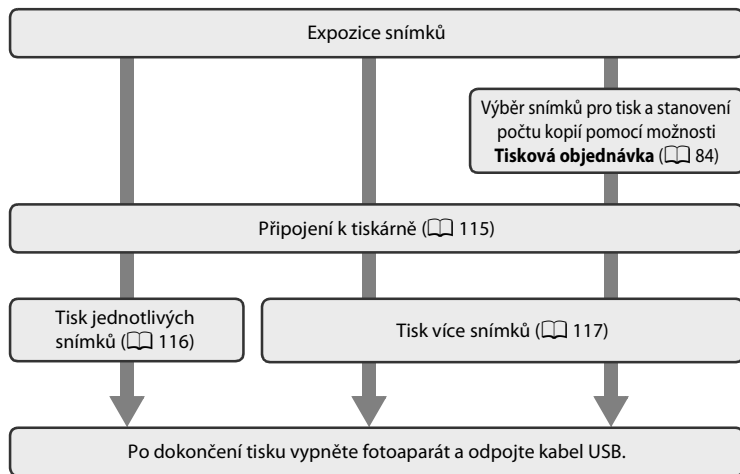 Expozice snímků
Výběr snímků pro tisk a stanovení
počtu kopií pomocí možnosti
Tisková objednávka (84)
Připojení k tiskárně (115)
Tisk jednotlivých
snímků (116)
Tisk více snímků (117)
Po dokončení tisku vypněte fotoaparát a odpojte kabel USB.